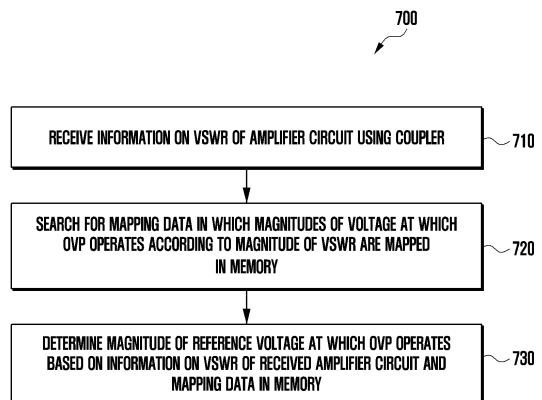 700
RECEIVE INFORMATION ON VSWR OF AMPLIFIER CIRCUIT USING COUPLER
710
SEARCH FOR MAPPING DATA IN WHICH MAGNITUDES OF VOLTAGE AT WHICH
OVP OPERATES ACCORDING TO MAGNITUDE OF VSWR ARE MAPPED
IN MEMORY
720
DETERMINE MAGNITUDE OF REFERENCE VOLTAGE AT WHICH OVP OPERATES
BASED ON INFORMATION ON VSWR OF RECEIVED AMPLIFIER CIRCUIT AND
MAPPING DATA IN MEMORY
730